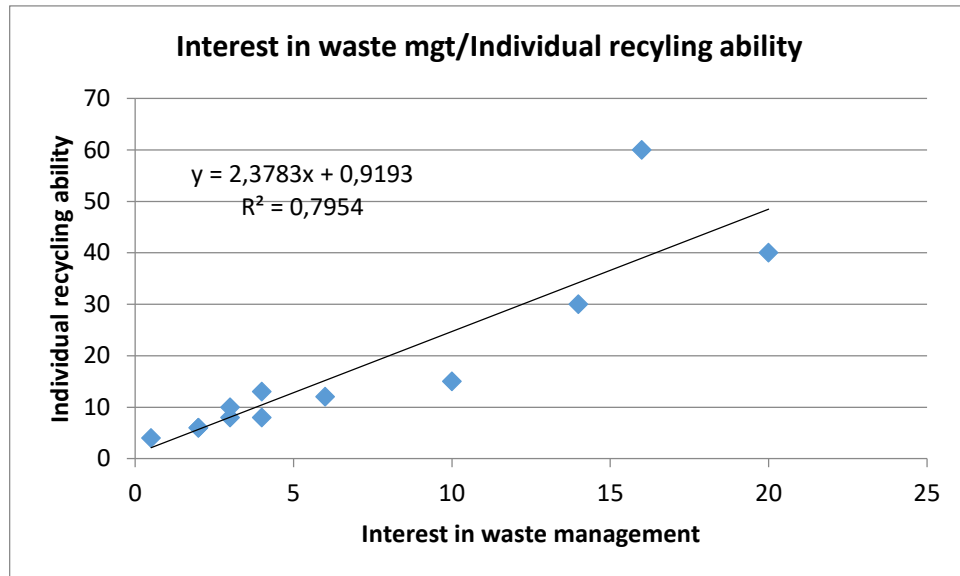 Interest in waste mgt/Individual recyling ability
70
60
50
40
30
20
10
0
Individual recycling ability
y = 2,3783x + 0,9193
R² = 0,7954
0 5 10 15 20 25
Interest in waste management